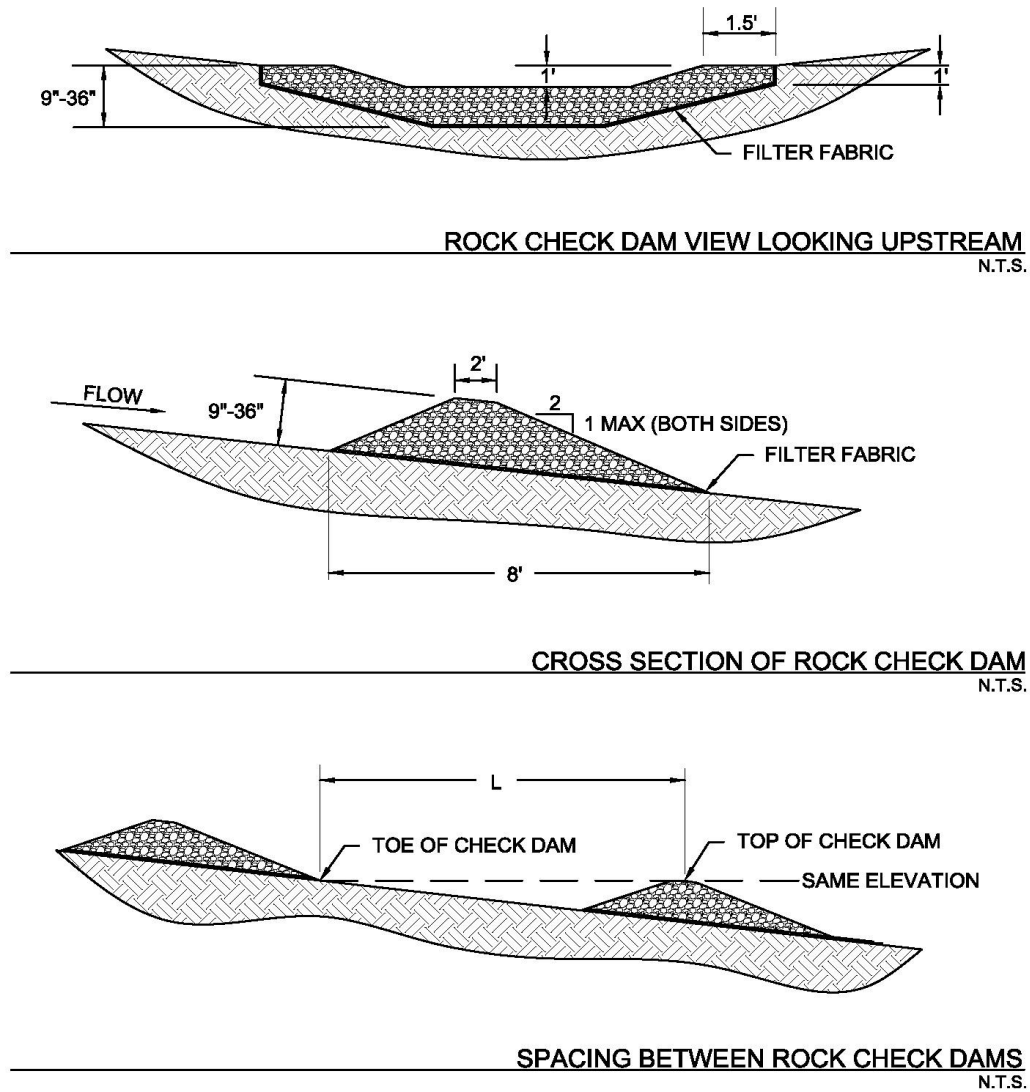 1.5'
9"-36"
1'
1'
FILTER FABRIC
ROCK CHECK DAM VIEW LOOKING UPSTREAM
N.T.S.
2'
FLOW
9"-36"
2
1 MAX (BOTH SIDES)
FILTER FABRIC
8'
CROSS SECTION OF ROCK CHECK DAM
N.T.S.
L
TOE OF CHECK DAM
TOP OF CHECK DAM
SAME ELEVATION
SPACING BETWEEN ROCK CHECK DAMS
N.T.S.